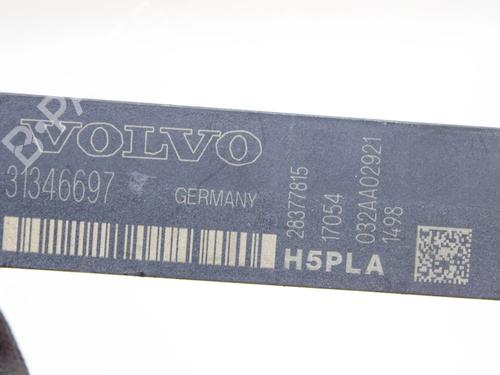 VOLVO
31346697
GERMANY
28377815
17054
032AA02921
1498
H5PLA